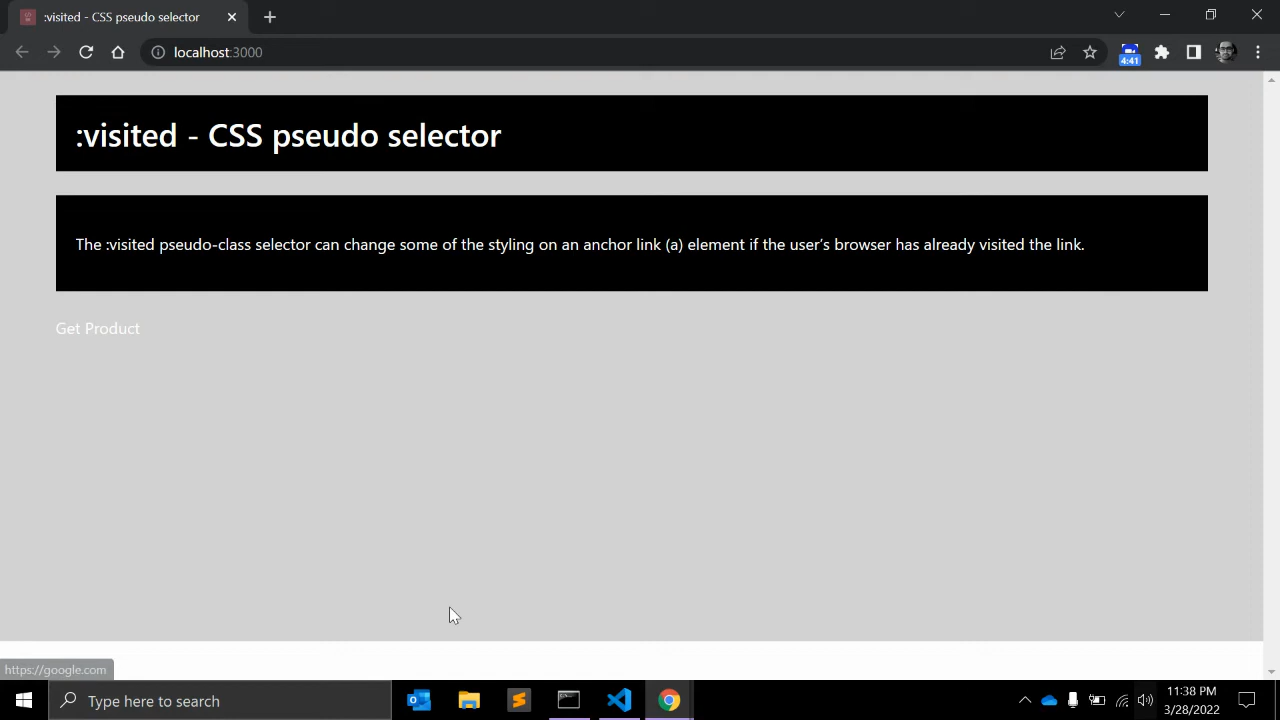 :visited - CSS pseudo selector
localhost:3000
4:41
:visited - CSS pseudo selector
The :visited pseudo-class selector can change some of the styling on an anchor link (a) element if the user's browser has already visited the link.
Get Product
https://google.com
Type here to search
11:38 PM
3/28/2022